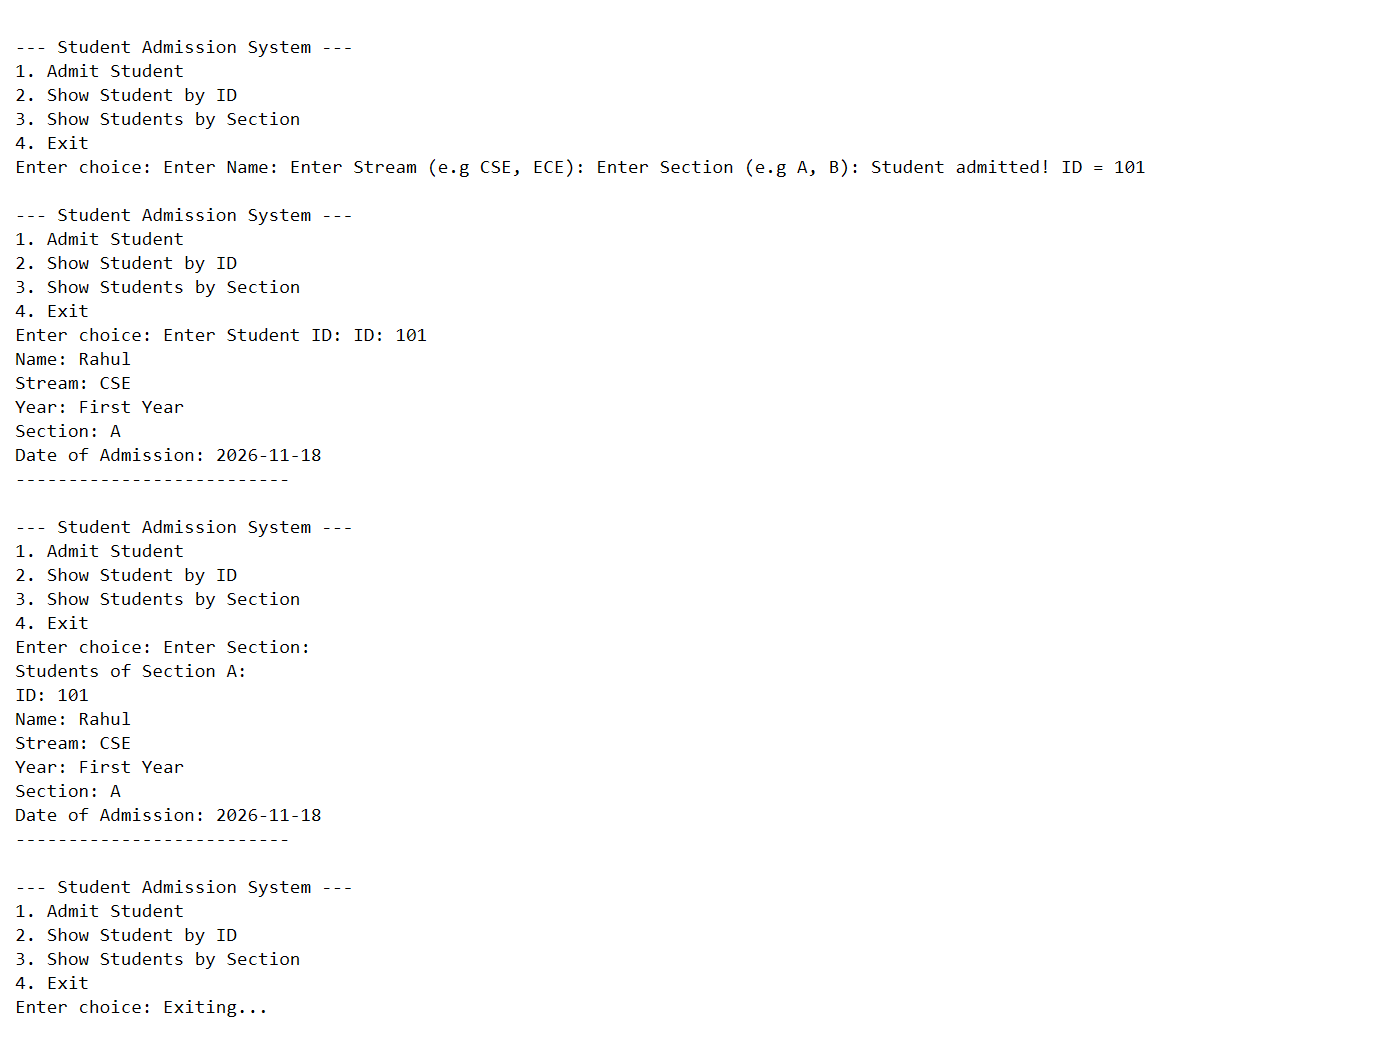 --- Student Admission System ---
1. Admit Student
2. Show Student by ID
3. Show Students by Section
4. Exit
Enter choice: Enter Name: Enter Stream (e.g CSE, ECE): Enter Section (e.g A, B): Student admitted! ID = 101
--- Student Admission System ---
1. Admit Student
2. Show Student by ID
3. Show Students by Section
4. Exit
Enter choice: Enter Student ID: ID: 101
Name: Rahul
Stream: CSE
Year: First Year
Section: A
Date of Admission: 2026-11-18
--------------------------
--- Student Admission System ---
1. Admit Student
2. Show Student by ID
3. Show Students by Section
4. Exit
Enter choice: Enter Section:
Students of Section A:
ID: 101
Name: Rahul
Stream: CSE
Year: First Year
Section: A
Date of Admission: 2026-11-18
--------------------------
--- Student Admission System ---
1. Admit Student
2. Show Student by ID
3. Show Students by Section
4. Exit
Enter choice: Exiting...